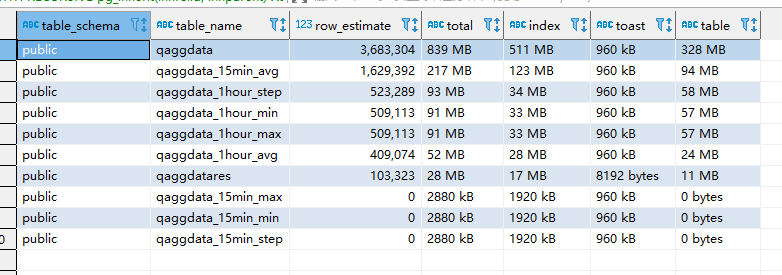 ABC table_schema ABC table_name 123 row_estimate ABC total ABC index ABC toast ABC table
public qaggdata 3,683,304 839 MB 511 MB 960 kB 328 MB
public qaggdata_15min_avg 1,629,392 217 MB 123 MB 960 kB 94 MB
public qaggdata_1hour_step 523,289 93 MB 34 MB 960 kB 58 MB
public qaggdata_1hour_min 509,113 91 MB 33 MB 960 kB 57 MB
public qaggdata_1hour_max 509,113 91 MB 33 MB 960 kB 57 MB
public qaggdata_1hour_avg 409,074 52 MB 28 MB 960 kB 24 MB
public qaggdatares 103,323 28 MB 17 MB 8192 bytes 11 MB
public qaggdata_15min_max 0 2880 kB 1920 kB 960 kB 0 bytes
public qaggdata_15min_min 0 2880 kB 1920 kB 960 kB 0 bytes
0 public qaggdata_15min_step 0 2880 kB 1920 kB 960 kB 0 bytes